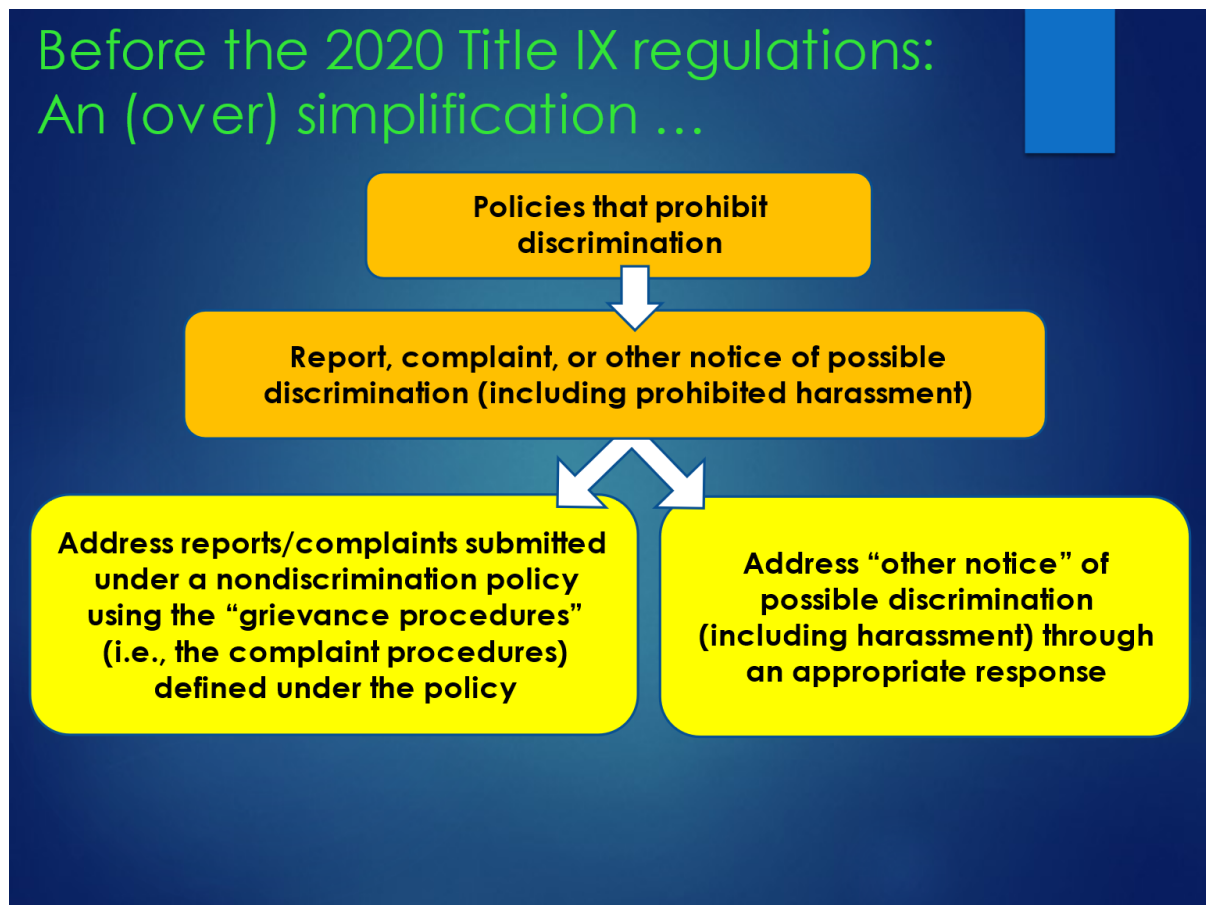 Before the 2020 Title IX regulations:
An (over) simplification …
Policies that prohibit
discrimination
Report, complaint, or other notice of possible
discrimination (including prohibited harassment)
Address reports/complaints submitted
under a nondiscrimination policy
using the “grievance procedures”
(i.e., the complaint procedures)
defined under the policy
Address “other notice” of
possible discrimination
(including harassment) through
an appropriate response